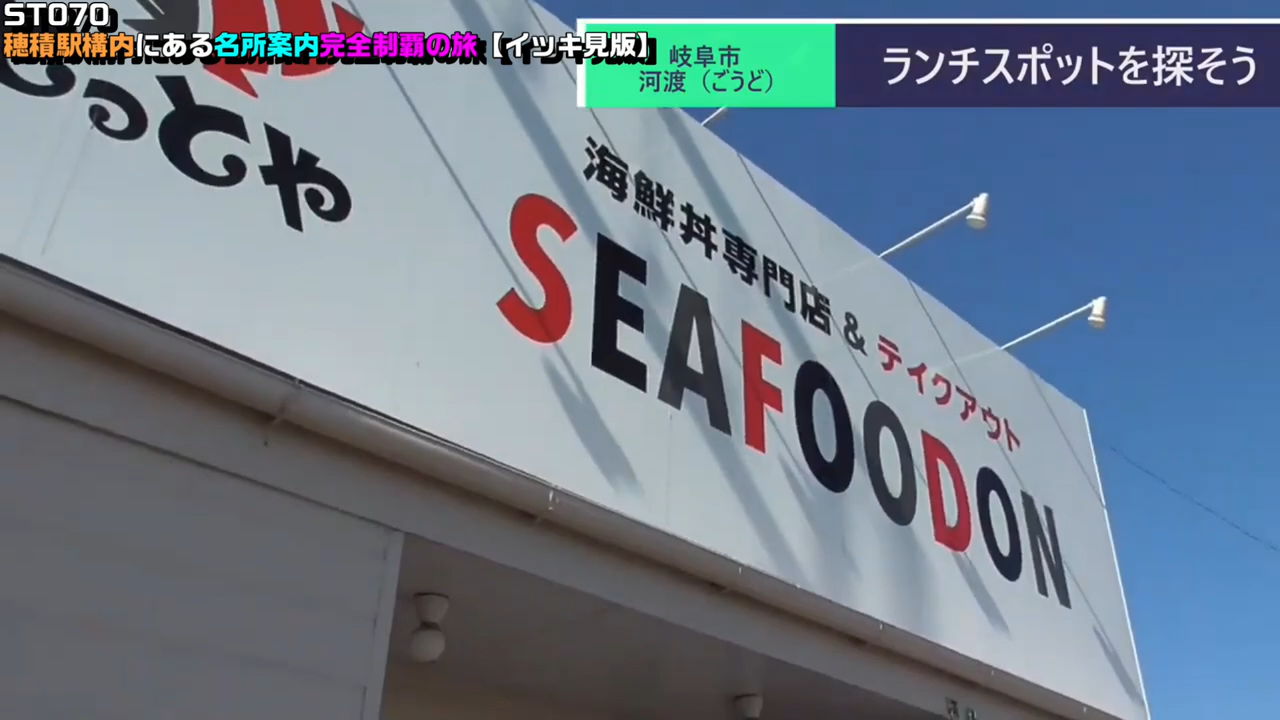 ST070
穂積駅構内にある名所案内完全制覇の旅【イッキ見版】
岐阜市
河渡（ごうど）
ランチスポットを探そう
とっとや
海鮮丼専門店 & テイクアウト
SEAFOODON